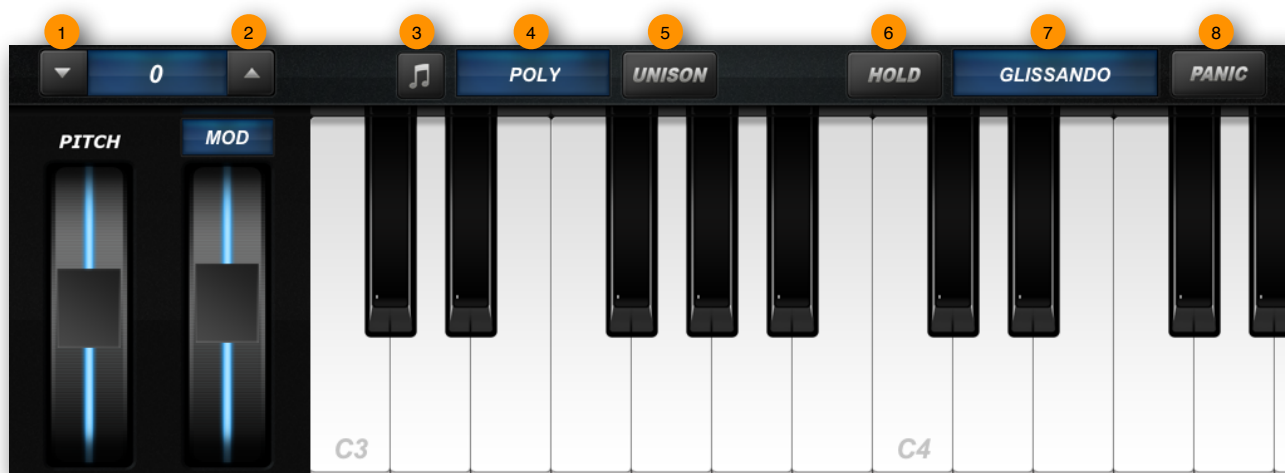 1 2 3 4 5 6 7 8
0 POLY UNISON HOLD GLISSANDO PANIC
PITCH MOD
C3 C4